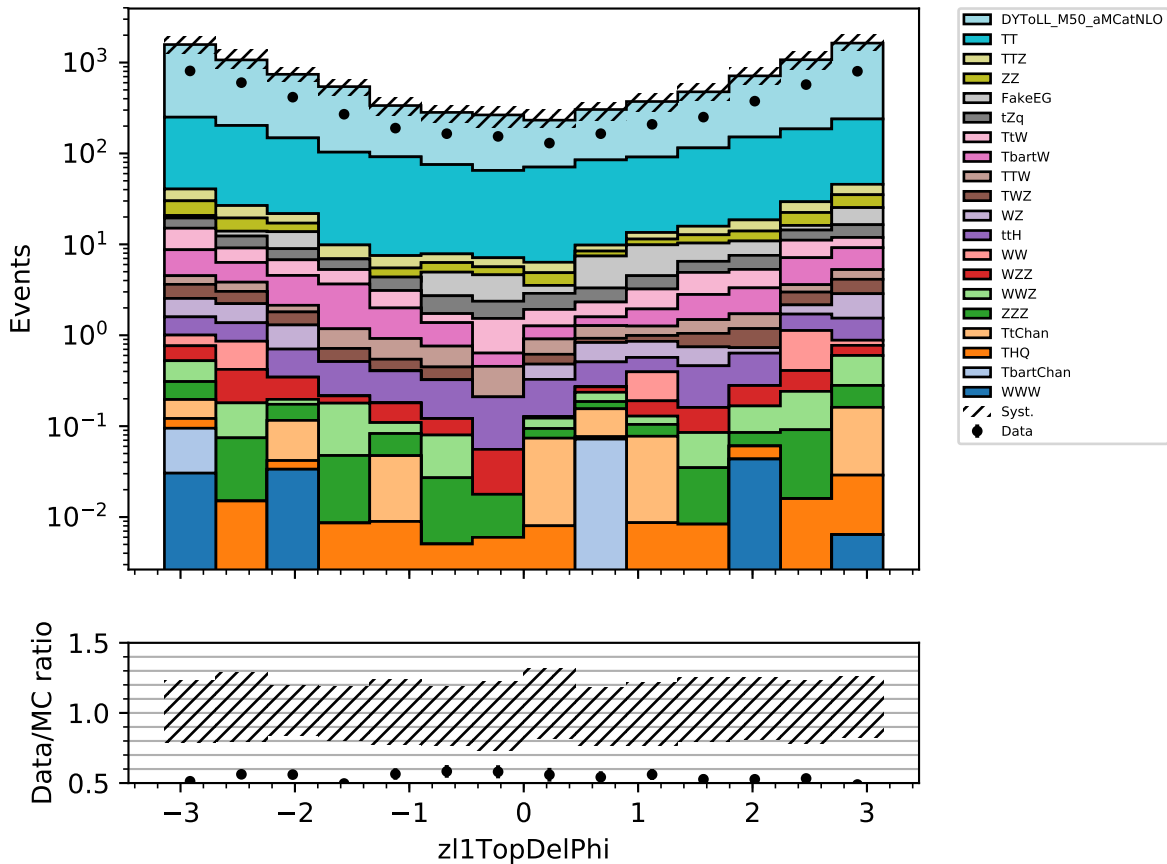 10³
10²
10¹
10⁰
10⁻¹
10⁻²
Events
DYToLL_M50_aMCatNLO
TT
TTZ
ZZ
FakeEG
tZq
TtW
TbartW
TTW
TWZ
WZ
ttH
WW
WZZ
WWZ
ZZZ
TtChan
THQ
TbartChan
WWW
Syst.
Data
1.5
1.0
0.5
Data/MC ratio
−3 −2 −1 0 1 2 3
zl1TopDelPhi